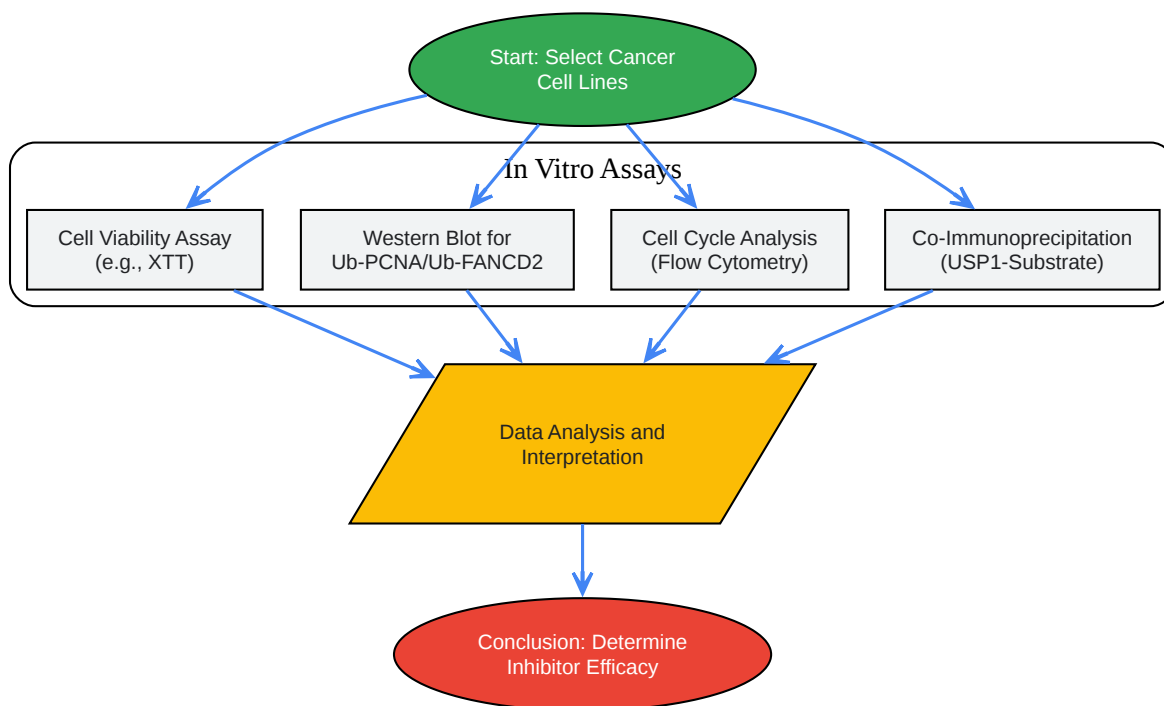 Start: Select Cancer
Cell Lines
In Vitro Assays
Cell Viability Assay
(e.g., XTT)
Western Blot for
Ub-PCNA/Ub-FANCD2
Cell Cycle Analysis
(Flow Cytometry)
Co-Immunoprecipitation
(USP1-Substrate)
Data Analysis and
Interpretation
Conclusion: Determine
Inhibitor Efficacy